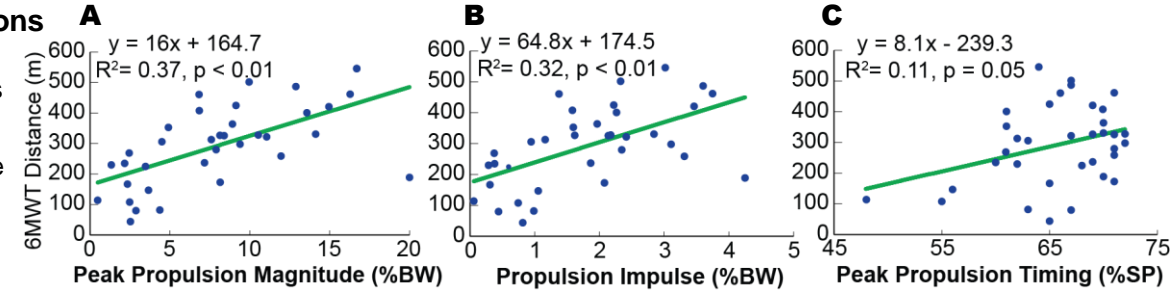 ons
s
e
A
y = 16x + 164.7
R²= 0.37, p < 0.01
6MWT Distance (m)
600
500
400
300
200
100
0
0 5 10 15 20
Peak Propulsion Magnitude (%BW)
B
y = 64.8x + 174.5
R²= 0.32, p < 0.01
600
500
400
300
200
100
0
0 1 2 3 4 5
Propulsion Impulse (%BW)
C
y = 8.1x - 239.3
R²= 0.11, p = 0.05
600
500
400
300
200
100
0
45 55 65 75
Peak Propulsion Timing (%SP)